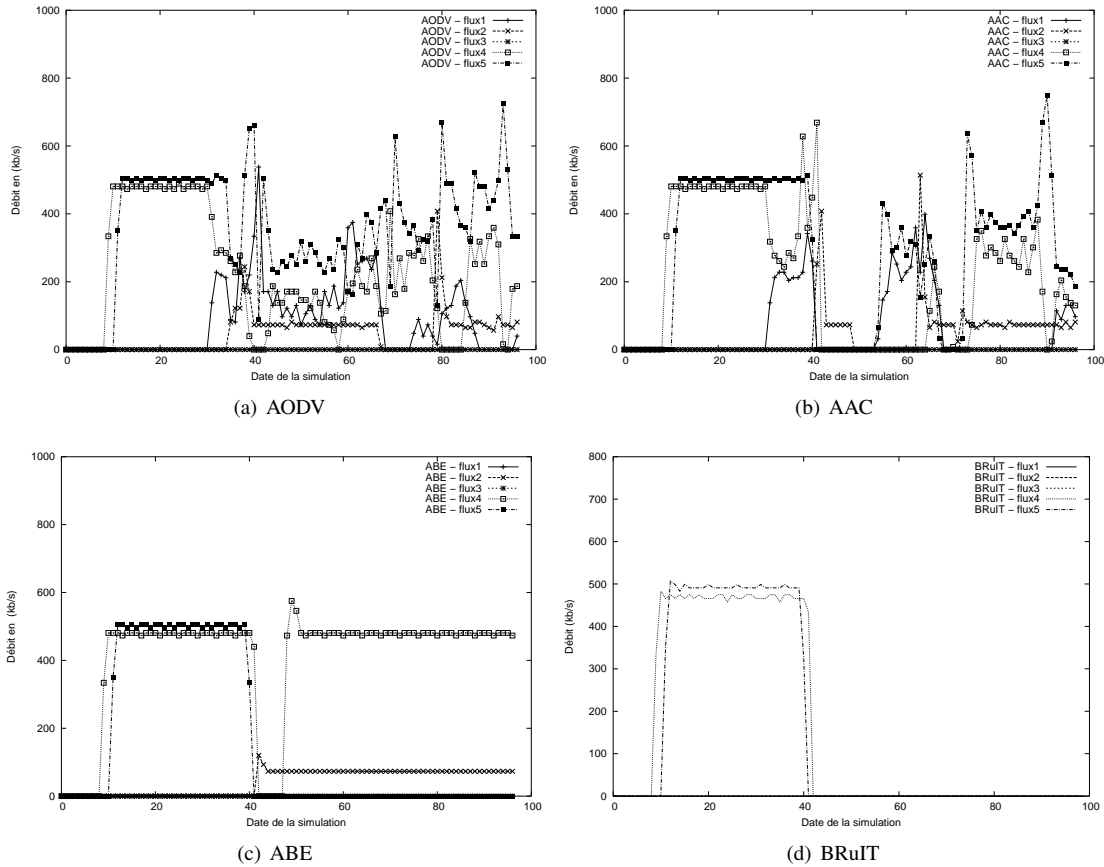 1000
800
600
400
200
0
Débit en (kb/s)
AODV – flux1
AODV – flux2
AODV – flux3
AODV – flux4
AODV – flux5
0 20 40 60 80 100
Date de la simulation
(a) AODV
1000
800
600
400
200
0
Débit en (kb/s)
AAC – flux1
AAC – flux2
AAC – flux3
AAC – flux4
AAC – flux5
0 20 40 60 80 100
Date de la simulation
(b) AAC
1000
800
600
400
200
0
Débit en (kb/s)
ABE – flux1
ABE – flux2
ABE – flux3
ABE – flux4
ABE – flux5
0 20 40 60 80 100
Date de la simulation
(c) ABE
800
700
600
500
400
300
200
100
0
Débit (kb/s)
BRuIT – flux1
BRuIT – flux2
BRuIT – flux3
BRuIT – flux4
BRuIT – flux5
0 20 40 60 80 100
Date de la simulation
(d) BRuIT